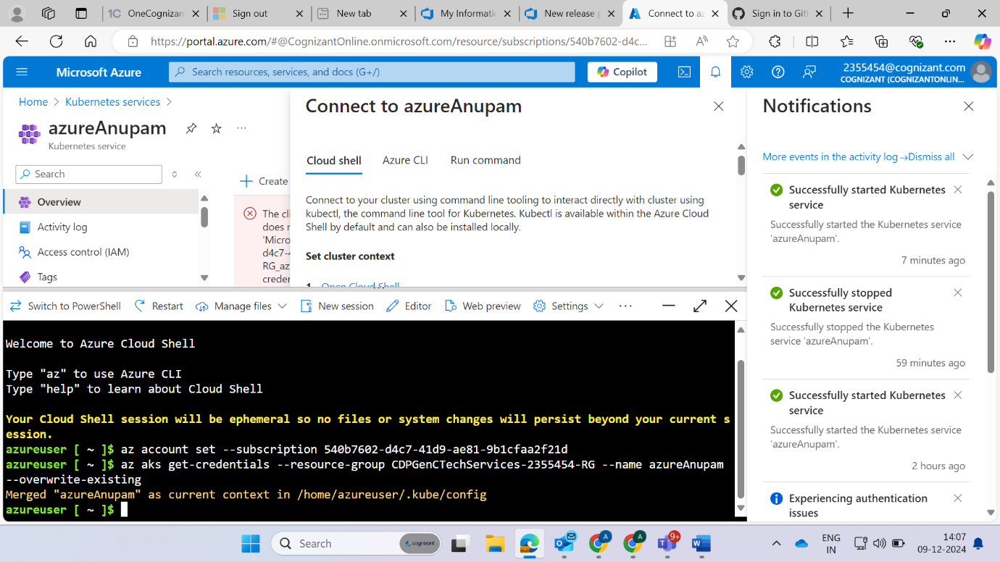 1C OneCognizan
Sign out
New tab
My Informatic
New release p
Connect to az
Sign in to Gitl
https://portal.azure.com/#@CognizantOnline.onmicrosoft.com/resource/subscriptions/540b7602-d4c...
Microsoft Azure
Search resources, services, and docs (G+/)
Copilot
2355454@cognizant.com
COGNIZANT (COGNIZANTONLIN...
Home > Kubernetes services >
azureAnupam
Kubernetes service
Search
Overview
Activity log
Access control (IAM)
Tags
Create
The cli
does n
'Micro
d4c7-4
RG_az
creder
Connect to azureAnupam
Cloud shell
Azure CLI
Run command
Connect to your cluster using command line tooling to interact directly with cluster using
kubectl, the command line tool for Kubernetes. Kubectl is available within the Azure Cloud
Shell by default and can also be installed locally.
Set cluster context
1. Open Cloud Shell
Notifications
More events in the activity log → Dismiss all
Successfully started Kubernetes
service
Successfully started the Kubernetes service
'azureAnupam'.
7 minutes ago
Successfully stopped
Kubernetes service
Successfully stopped the Kubernetes
service 'azureAnupam'.
59 minutes ago
Successfully started Kubernetes
service
Successfully started the Kubernetes service
'azureAnupam'.
2 hours ago
Experiencing authentication
issues
Switch to PowerShell
Restart
Manage files
New session
Editor
Web preview
Settings
Welcome to Azure Cloud Shell
Type "az" to use Azure CLI
Type "help" to learn about Cloud Shell
Your Cloud Shell session will be ephemeral so no files or system changes will persist beyond your current s
ession.
azureuser [ ~ ]$ az account set --subscription 540b7602-d4c7-41d9-ae81-9b1cfaa2f21d
azureuser [ ~ ]$ az aks get-credentials --resource-group CDPGenCTechServices-2355454-RG --name azureAnupam
--overwrite-existing
Merged "azureAnupam" as current context in /home/azureuser/.kube/config
azureuser [ ~ ]$
Search
cognizant
A
A
9+
ENG
IN
14:07
09-12-2024